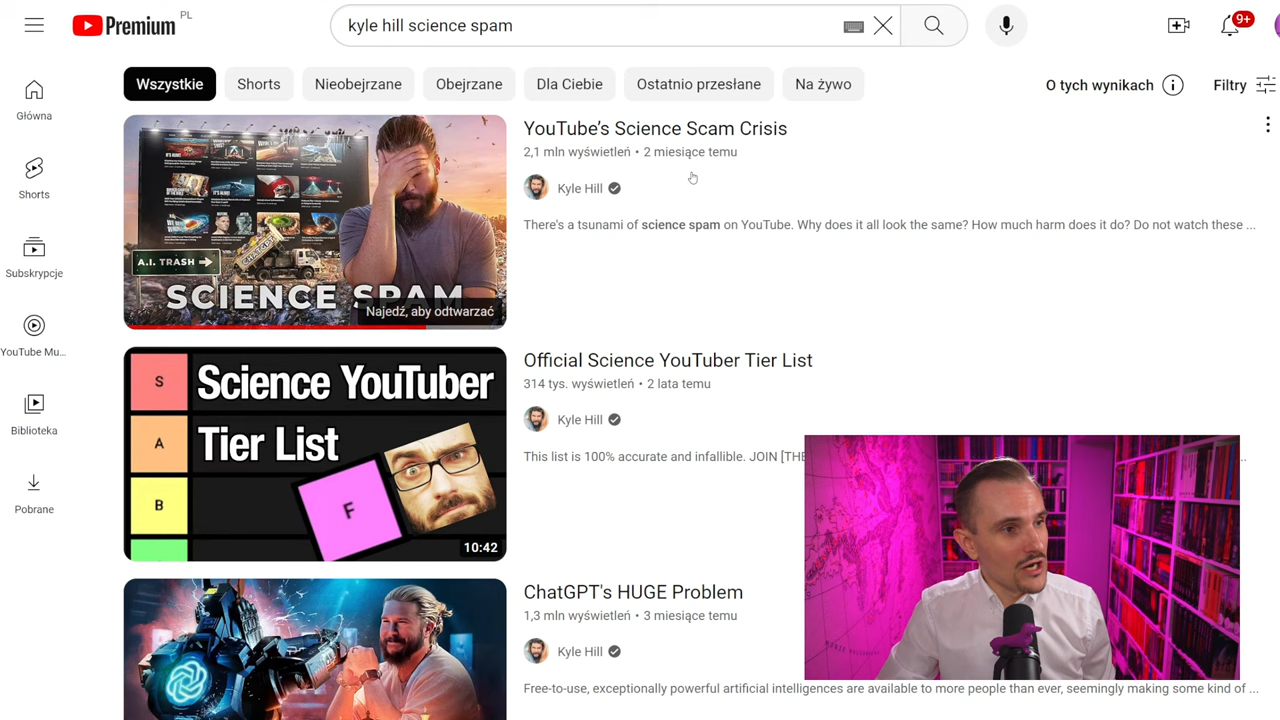 Premium PL
kyle hill science spam
9+
Wszystkie
Shorts
Nieobejrzane
Obejrzane
Dla Ciebie
Ostatnio przesłane
Na żywo
O tych wynikach
Filtry
Główna
Shorts
Subskrypcje
YouTube Mu...
Biblioteka
Pobrane
A.I. TRASH →
CHATGPT
SCIENCE SPAM
Najedź, aby odtwarzać
YouTube's Science Scam Crisis
2,1 mln wyświetleń • 2 miesiące temu
Kyle Hill
There's a tsunami of science spam on YouTube. Why does it all look the same? How much harm does it do? Do not watch these ...
S
A
B
Science YouTuber
Tier List
F
10:42
Official Science YouTuber Tier List
314 tys. wyświetleń • 2 lata temu
Kyle Hill
This list is 100% accurate and infallible. JOIN [THE
ChatGPT's HUGE Problem
1,3 mln wyświetleń • 3 miesiące temu
Kyle Hill
Free-to-use, exceptionally powerful artificial intelligences are available to more people than ever, seemingly making some kind of ...